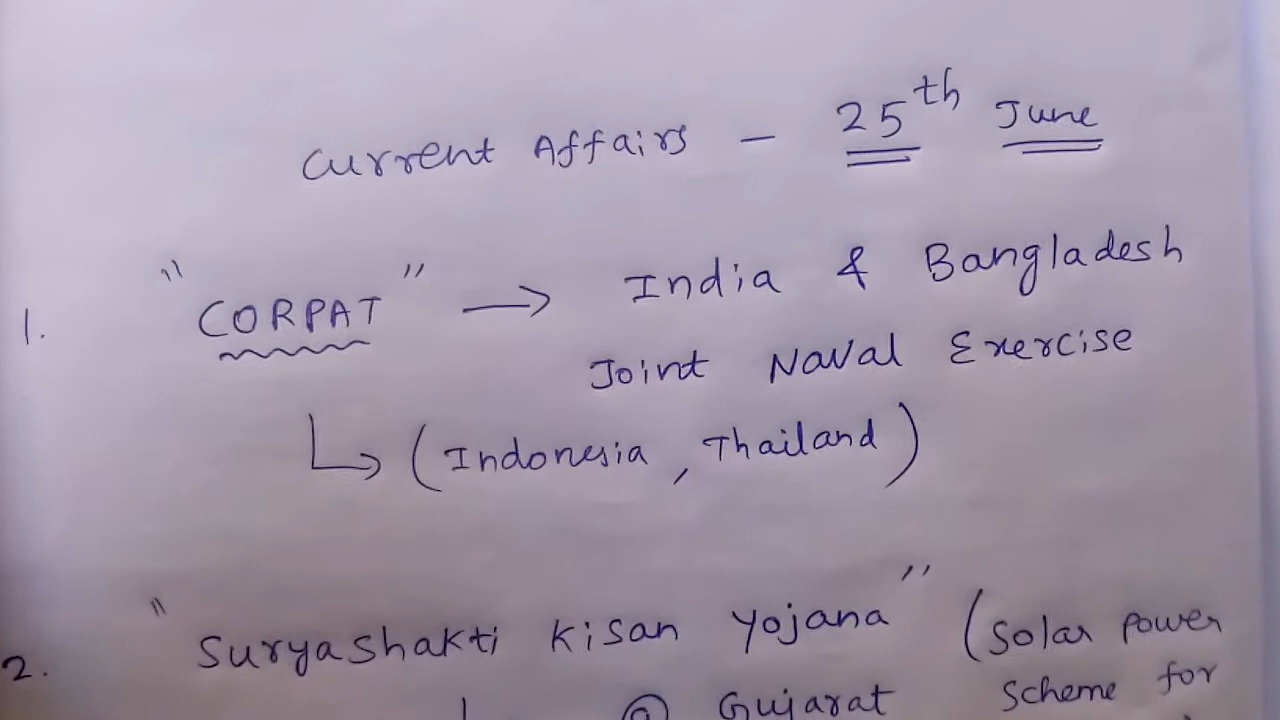 Current Affairs - 25th June
1. "CORPAT" → India & Bangladesh
Joint Naval Exercise
↳ (Indonesia, Thailand)
2. "Suryashakti Kisan Yojana" (Solar power
@ Gujarat Scheme for